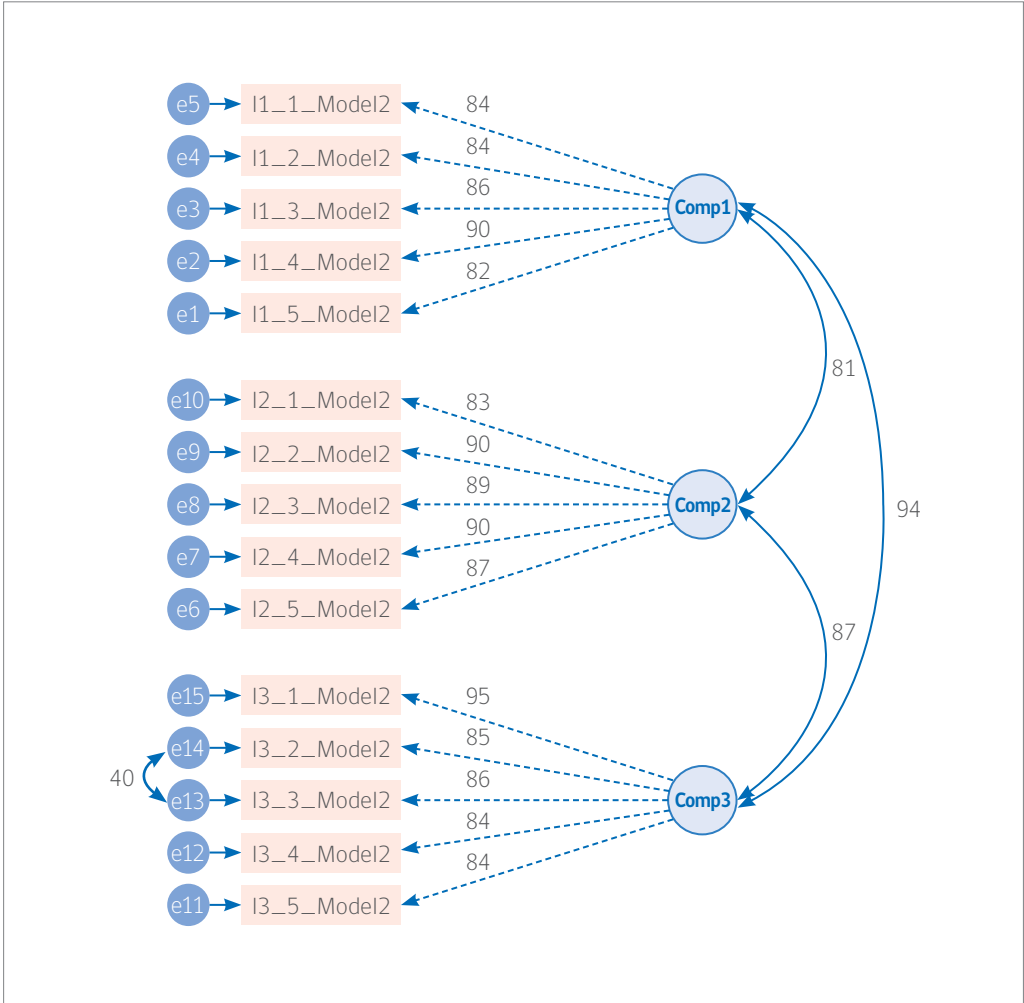 e5 I1_1_Model2 84
e4 I1_2_Model2 84
e3 I1_3_Model2 86
e2 I1_4_Model2 90
e1 I1_5_Model2 82
Comp1
81
e10 I2_1_Model2 83
e9 I2_2_Model2 90
e8 I2_3_Model2 89
e7 I2_4_Model2 90
e6 I2_5_Model2 87
Comp2
94
87
e15 I3_1_Model2 95
e14 I3_2_Model2 85
40
e13 I3_3_Model2 86
e12 I3_4_Model2 84
e11 I3_5_Model2 84
Comp3